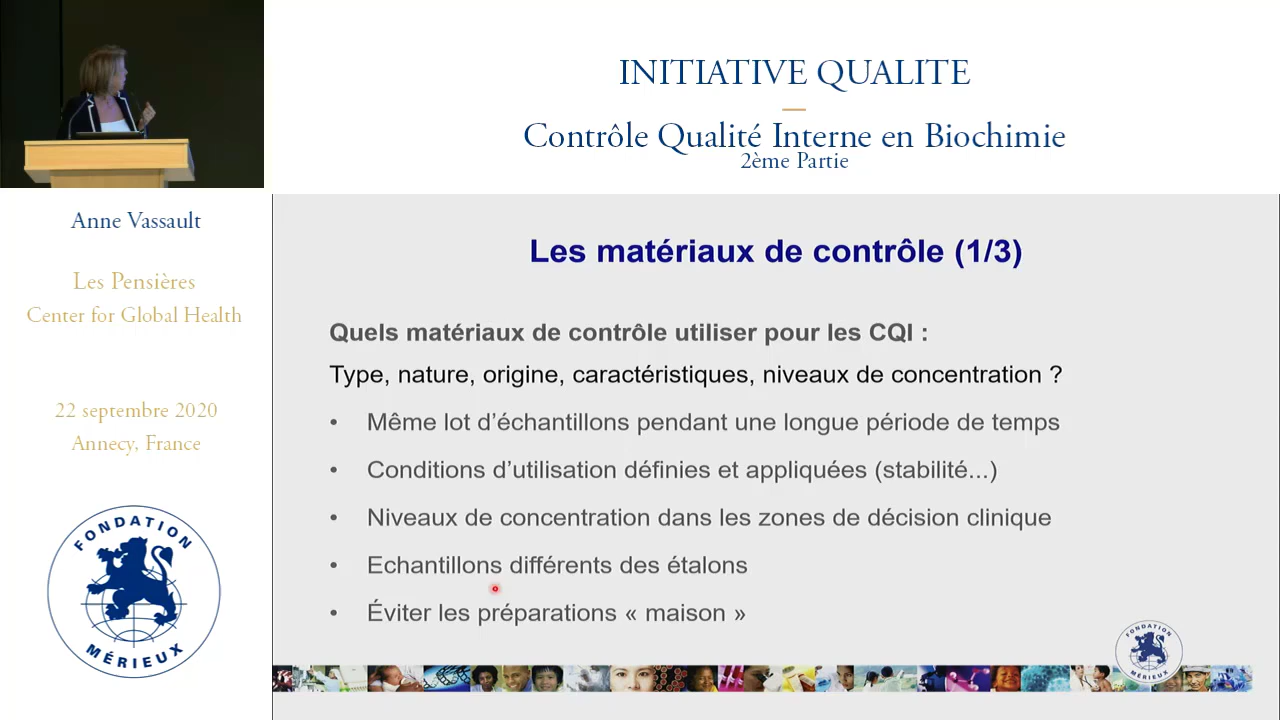 INITIATIVE QUALITE
Contrôle Qualité Interne en Biochimie
2ème Partie
Anne Vassault
Les Pensières
Center for Global Health
22 septembre 2020
Annecy, France
FONDATION
MÉRIEUX
Les matériaux de contrôle (1/3)
Quels matériaux de contrôle utiliser pour les CQI :
Type, nature, origine, caractéristiques, niveaux de concentration ?
• Même lot d’échantillons pendant une longue période de temps
• Conditions d’utilisation définies et appliquées (stabilité...)
• Niveaux de concentration dans les zones de décision clinique
• Echantillons différents des étalons
• Éviter les préparations « maison »
FONDATION
MÉRIEUX